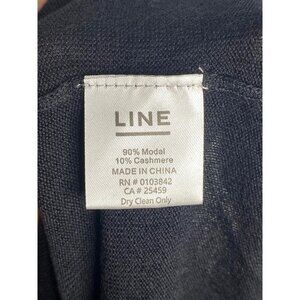 LINE
90% Modal
10% Cashmere
MADE IN CHINA
RN # 0103842
CA # 25459
Dry Clean Only